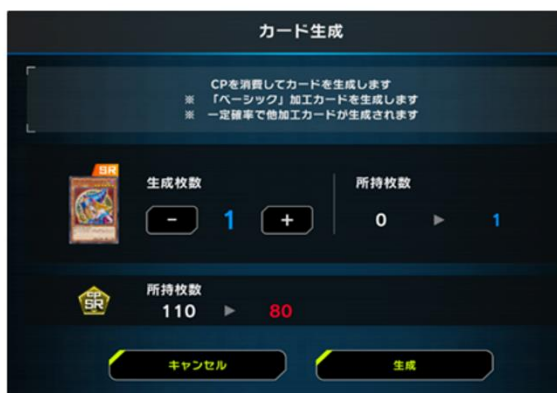 カード生成
CPを消費してカードを生成します
※ 「ベーシック」加工カードを生成します
※ 一定確率で他加工カードが生成されます
SR
生成枚数
所持枚数
- 1 +
0 ▶ 1
CP
SR
所持枚数
110 ▶ 80
キャンセル
生成